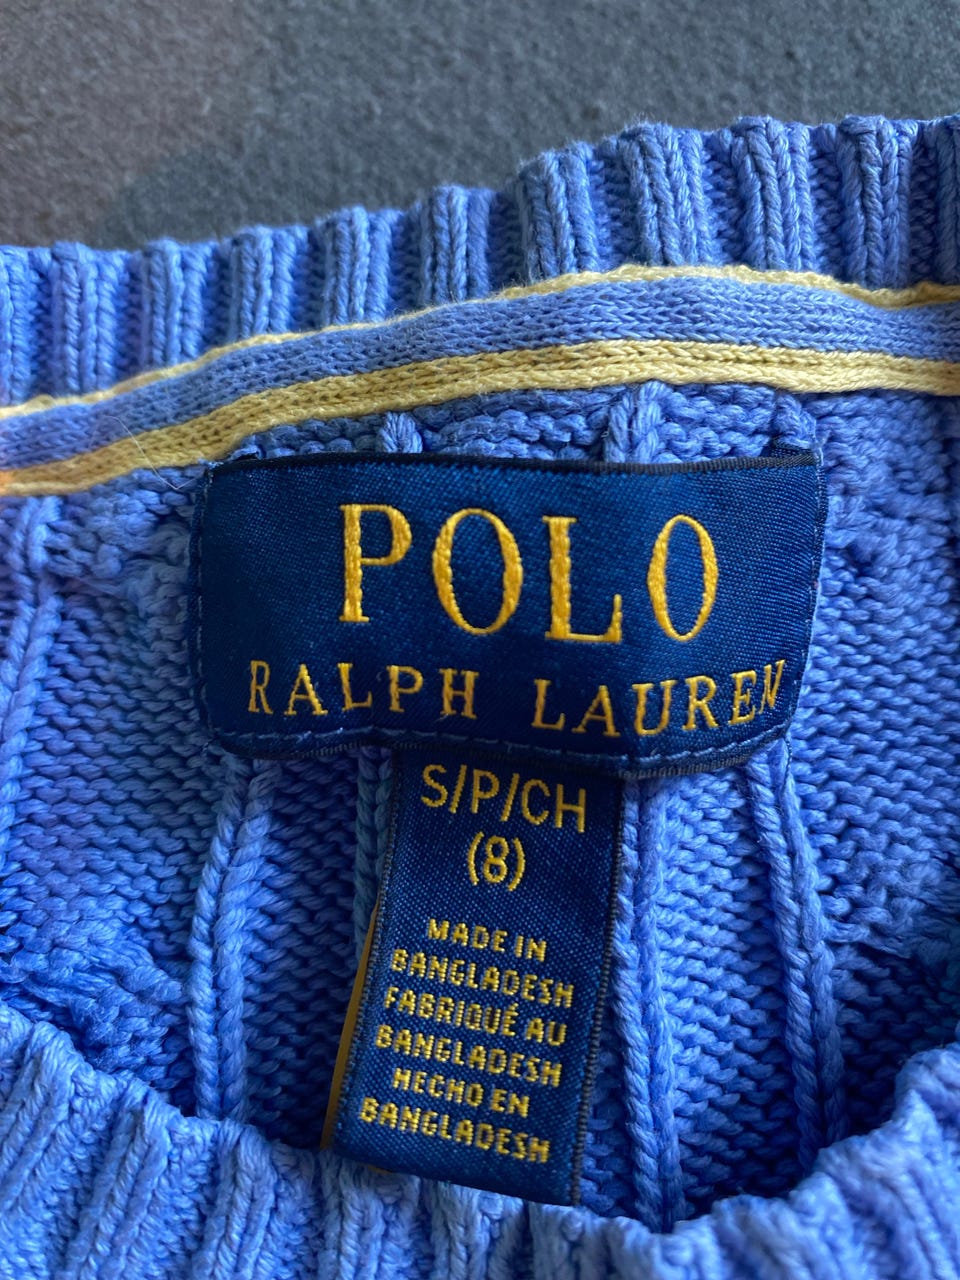 POLO
RALPH LAUREN
S/P/CH
(8)
MADE IN
BANGLADESH
FABRIQUÉ AU
BANGLADESH
HECHO EN
BANGLADESH